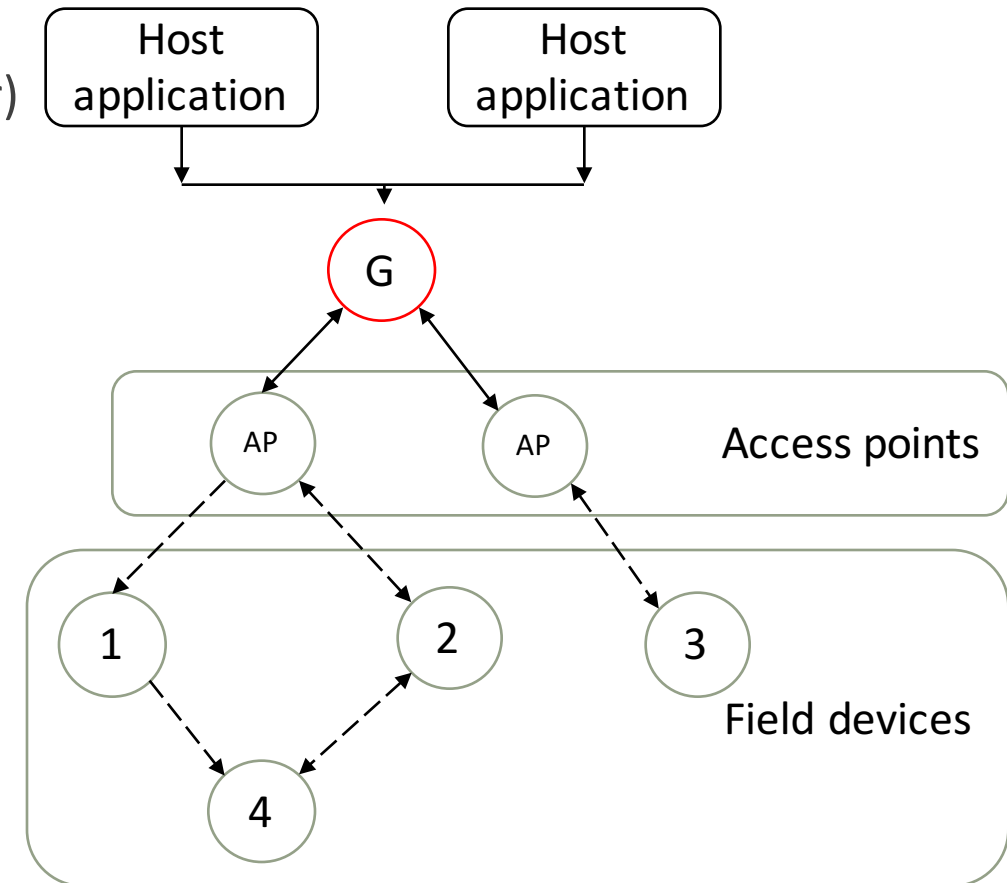 Host
application
Host
application
)
G
AP
AP
Access points
1
2
3
Field devices
4